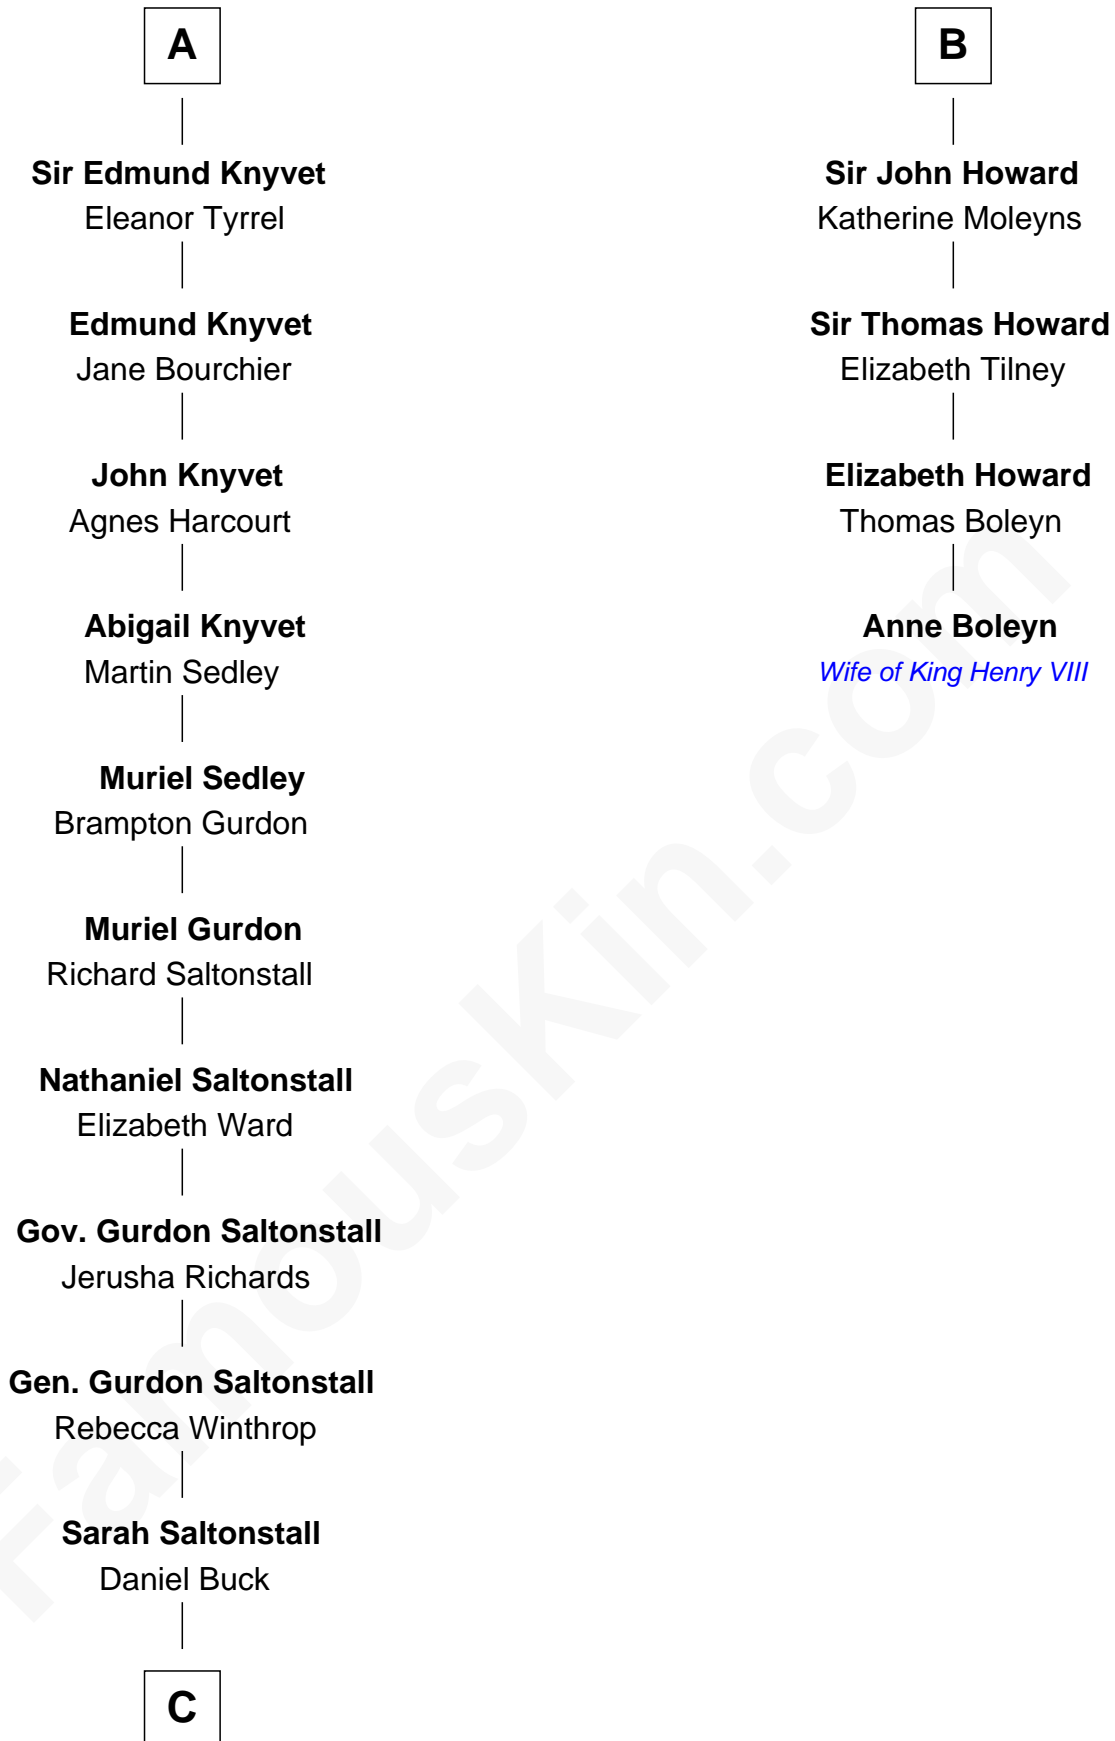 A
Sir Edmund Knyvet
Eleanor Tyrrel
Edmund Knyvet
Jane Bourchier
John Knyvet
Agnes Harcourt
Abigail Knyvet
Martin Sedley
Muriel Sedley
Brampton Gurdon
Muriel Gurdon
Richard Saltonstall
Nathaniel Saltonstall
Elizabeth Ward
Gov. Gurdon Saltonstall
Jerusha Richards
Gen. Gurdon Saltonstall
Rebecca Winthrop
Sarah Saltonstall
Daniel Buck
C
B
Sir John Howard
Katherine Moleyns
Sir Thomas Howard
Elizabeth Tilney
Elizabeth Howard
Thomas Boleyn
Anne Boleyn
Wife of King Henry VIII
FamousKin.com